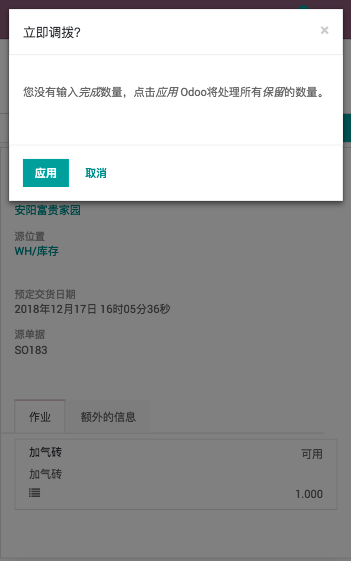 立即调拨?
×
您没有输入完成数量，点击应用 Odoo将处理所有保留的数量。
应用 取消
安阳富贵家园
源位置
WH/库存
预定交货日期
2018年12月17日 16时05分36秒
源单据
SO183
作业 额外的信息
加气砖 可用
加气砖
1.000